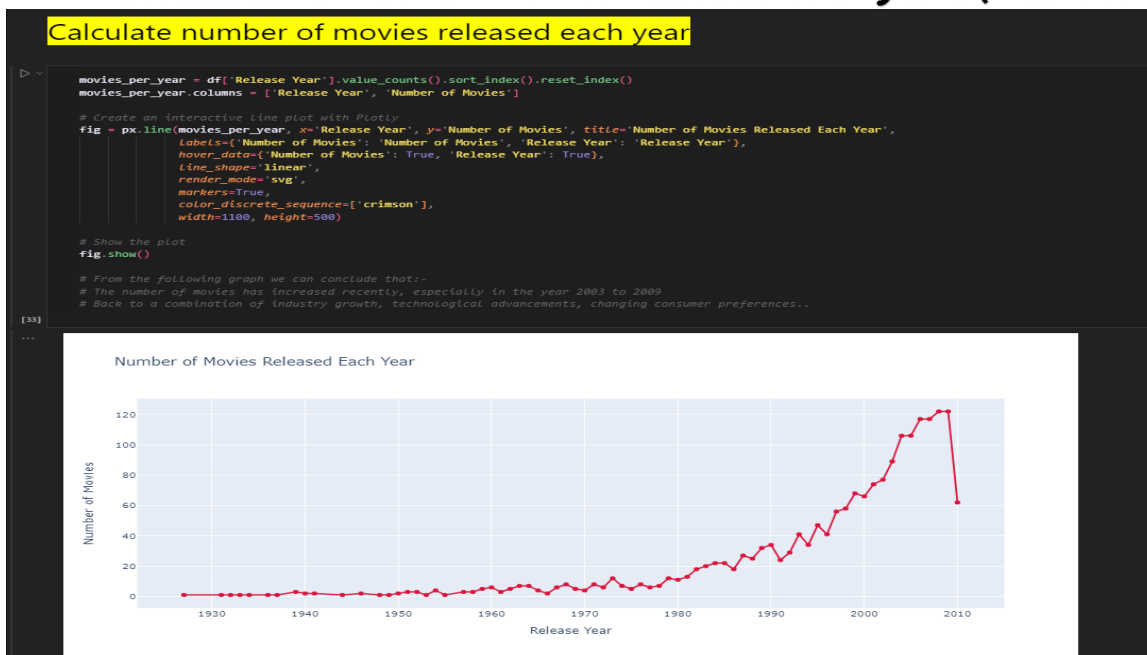 Calculate number of movies released each year
movies_per_year = df['Release Year'].value_counts().sort_index().reset_index()
movies_per_year.columns = ['Release Year', 'Number of Movies']
# Create an interactive line plot with Plotly
fig = px.line(movies_per_year, x='Release Year', y='Number of Movies', title='Number of Movies Released Each Year',
labels={'Number of Movies': 'Number of Movies', 'Release Year': 'Release Year'},
hover_data={'Number of Movies': True, 'Release Year': True},
line_shape='linear',
render_mode='svg',
markers=True,
color_discrete_sequence=['crimson'],
width=1100, height=500)
# Show the plot
fig.show()
# From the following graph we can conclude that:-
# The number of movies has increased recently, especially in the year 2003 to 2009
# Back to a combination of industry growth, technological advancements, changing consumer preferences..
[33]
...
Number of Movies Released Each Year
120
100
80
60
40
20
0
Number of Movies
1930 1940 1950 1960 1970 1980 1990 2000 2010
Release Year